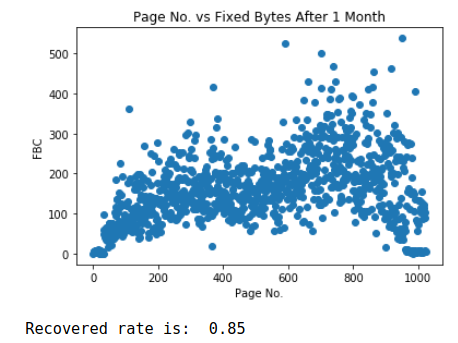 Page No. vs Fixed Bytes After 1 Month
500
400
300
200
100
0
FBC
0 200 400 600 800 1000
Page No.
Recovered rate is: 0.85